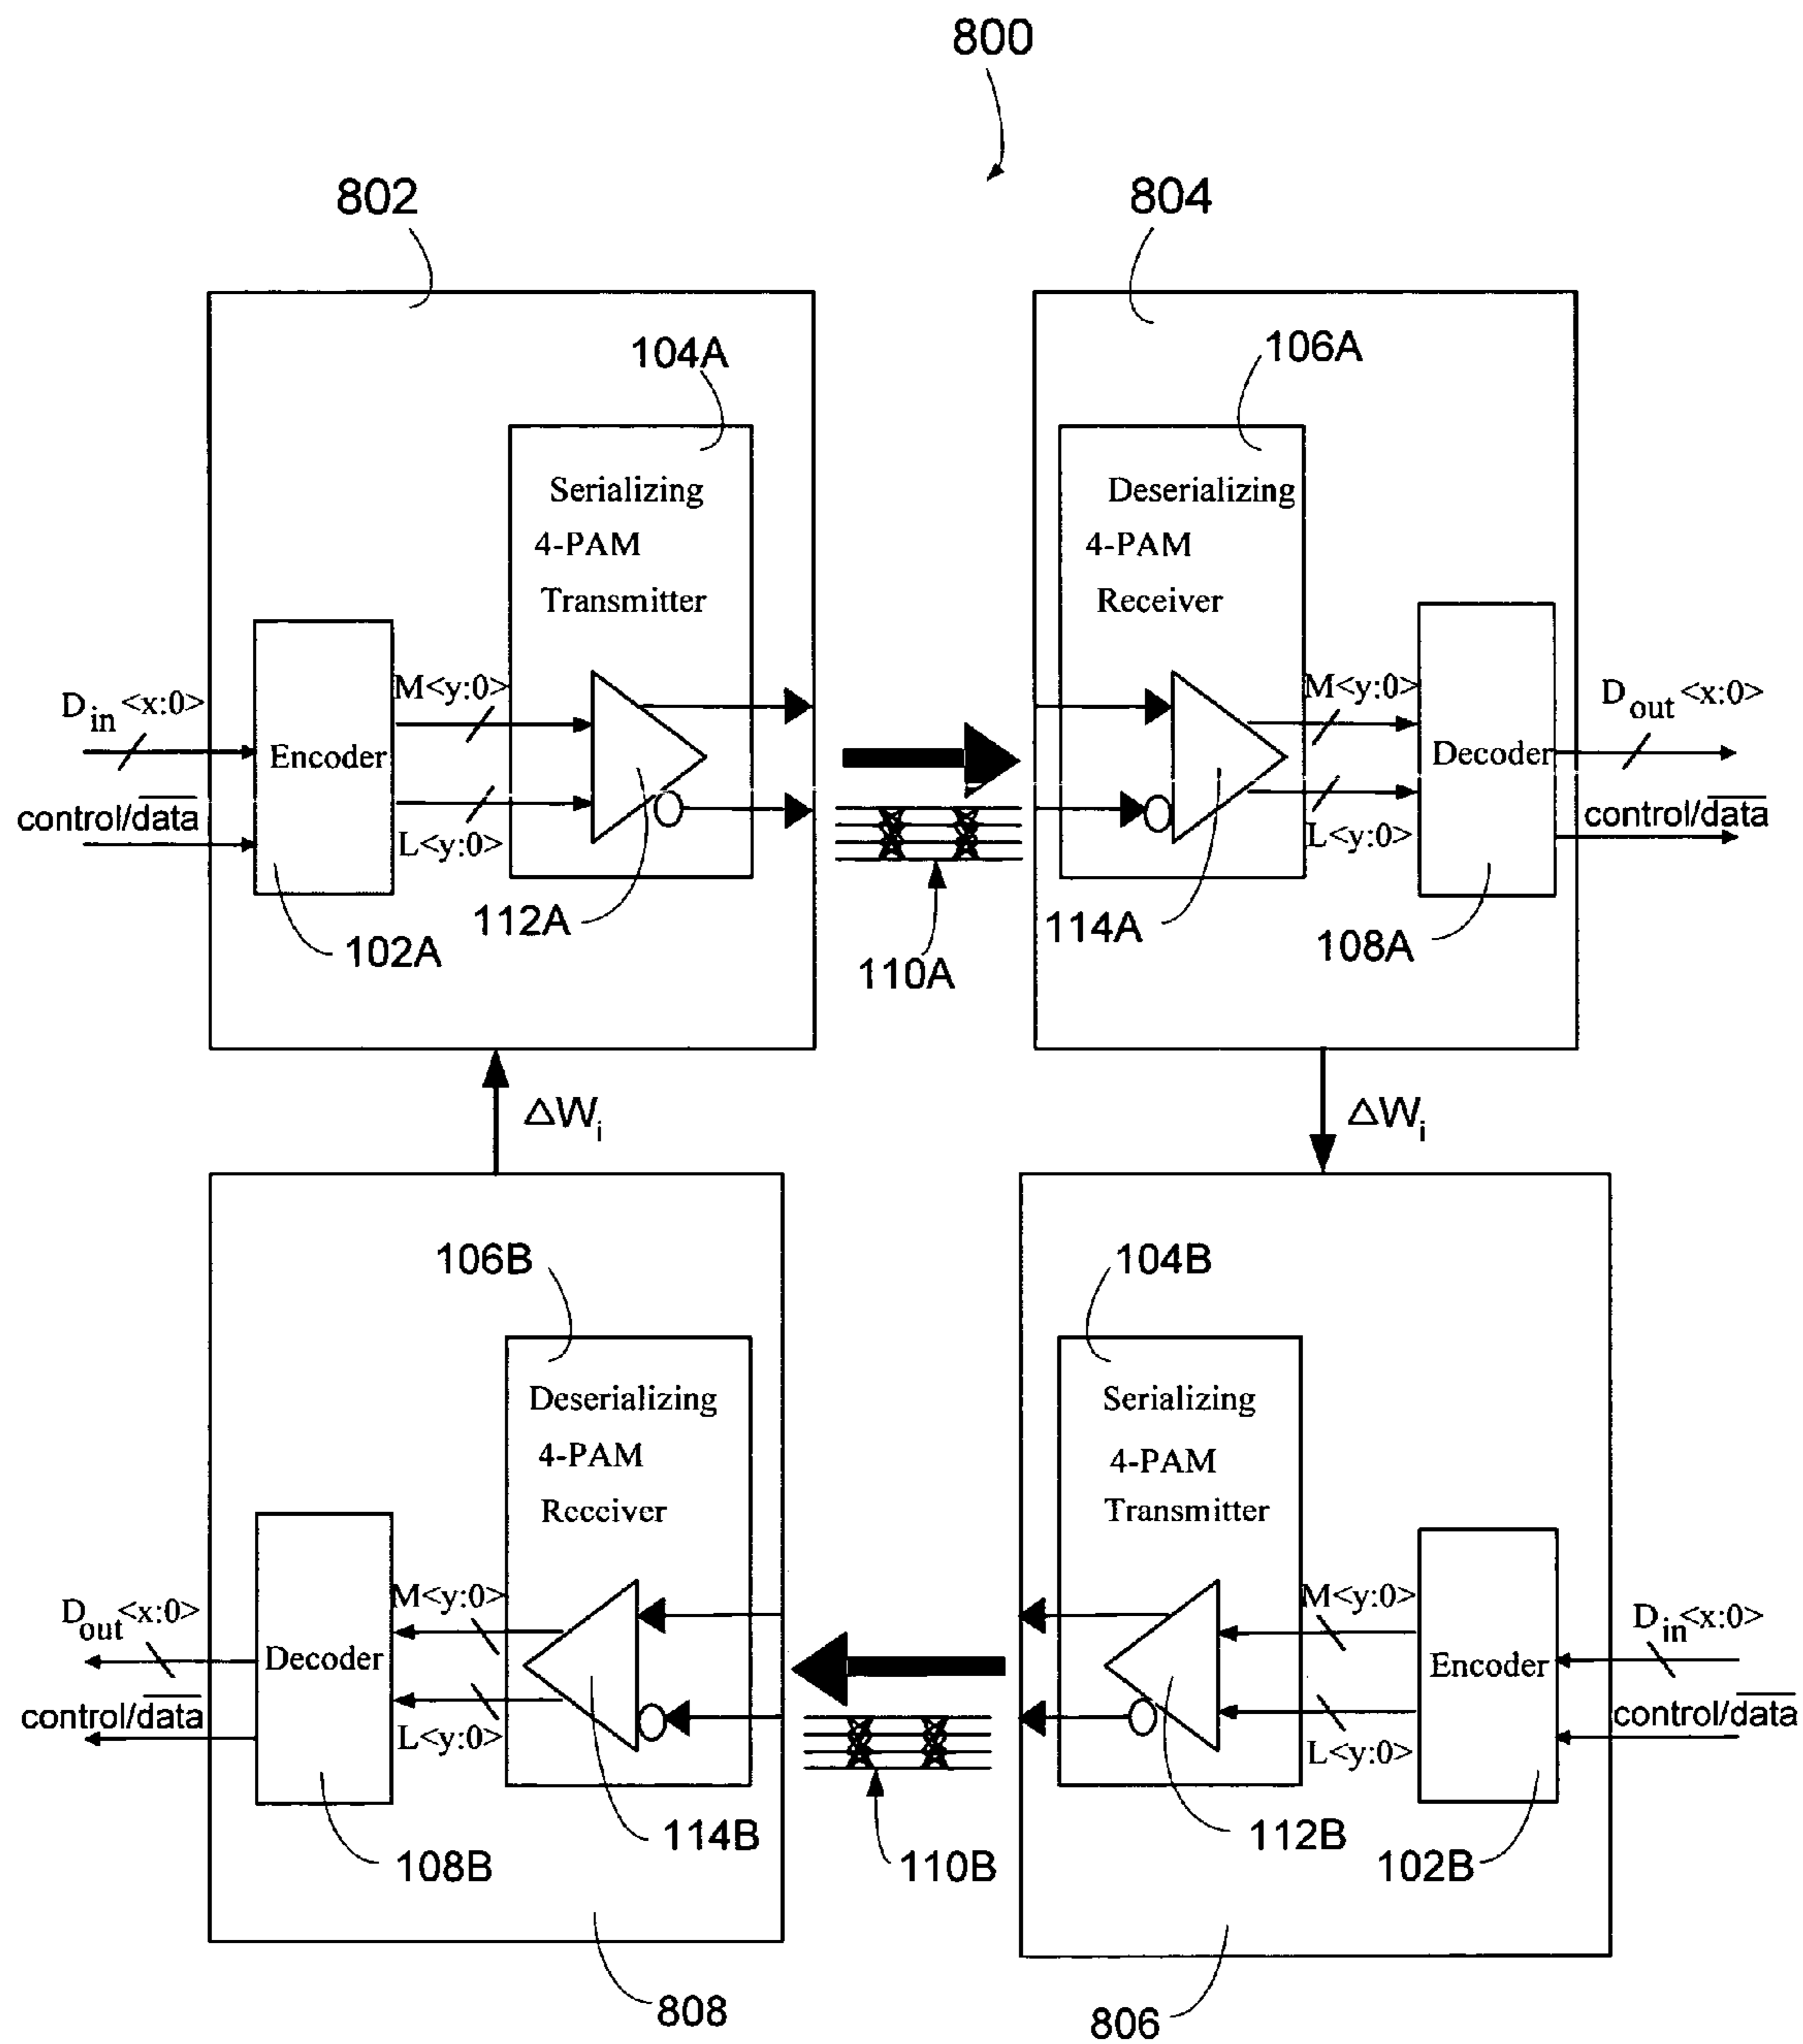 800
802
804
104A
106A
Serializing
4-PAM
Transmitter
Deserializing
4-PAM
Receiver
D in <x:0>
control/data
Encoder
M<y:0>
L<y:0>
M<y:0>
L<y:0>
Decoder
D out <x:0>
control/data
112A
102A
110A
114A
108A
ΔWi
ΔWi
106B
104B
Deserializing
4-PAM
Receiver
Serializing
4-PAM
Transmitter
D out <x:0>
control/data
Decoder
M<y:0>
L<y:0>
M<y:0>
L<y:0>
Encoder
D in <x:0>
control/data
108B
114B
110B
112B
102B
808
806